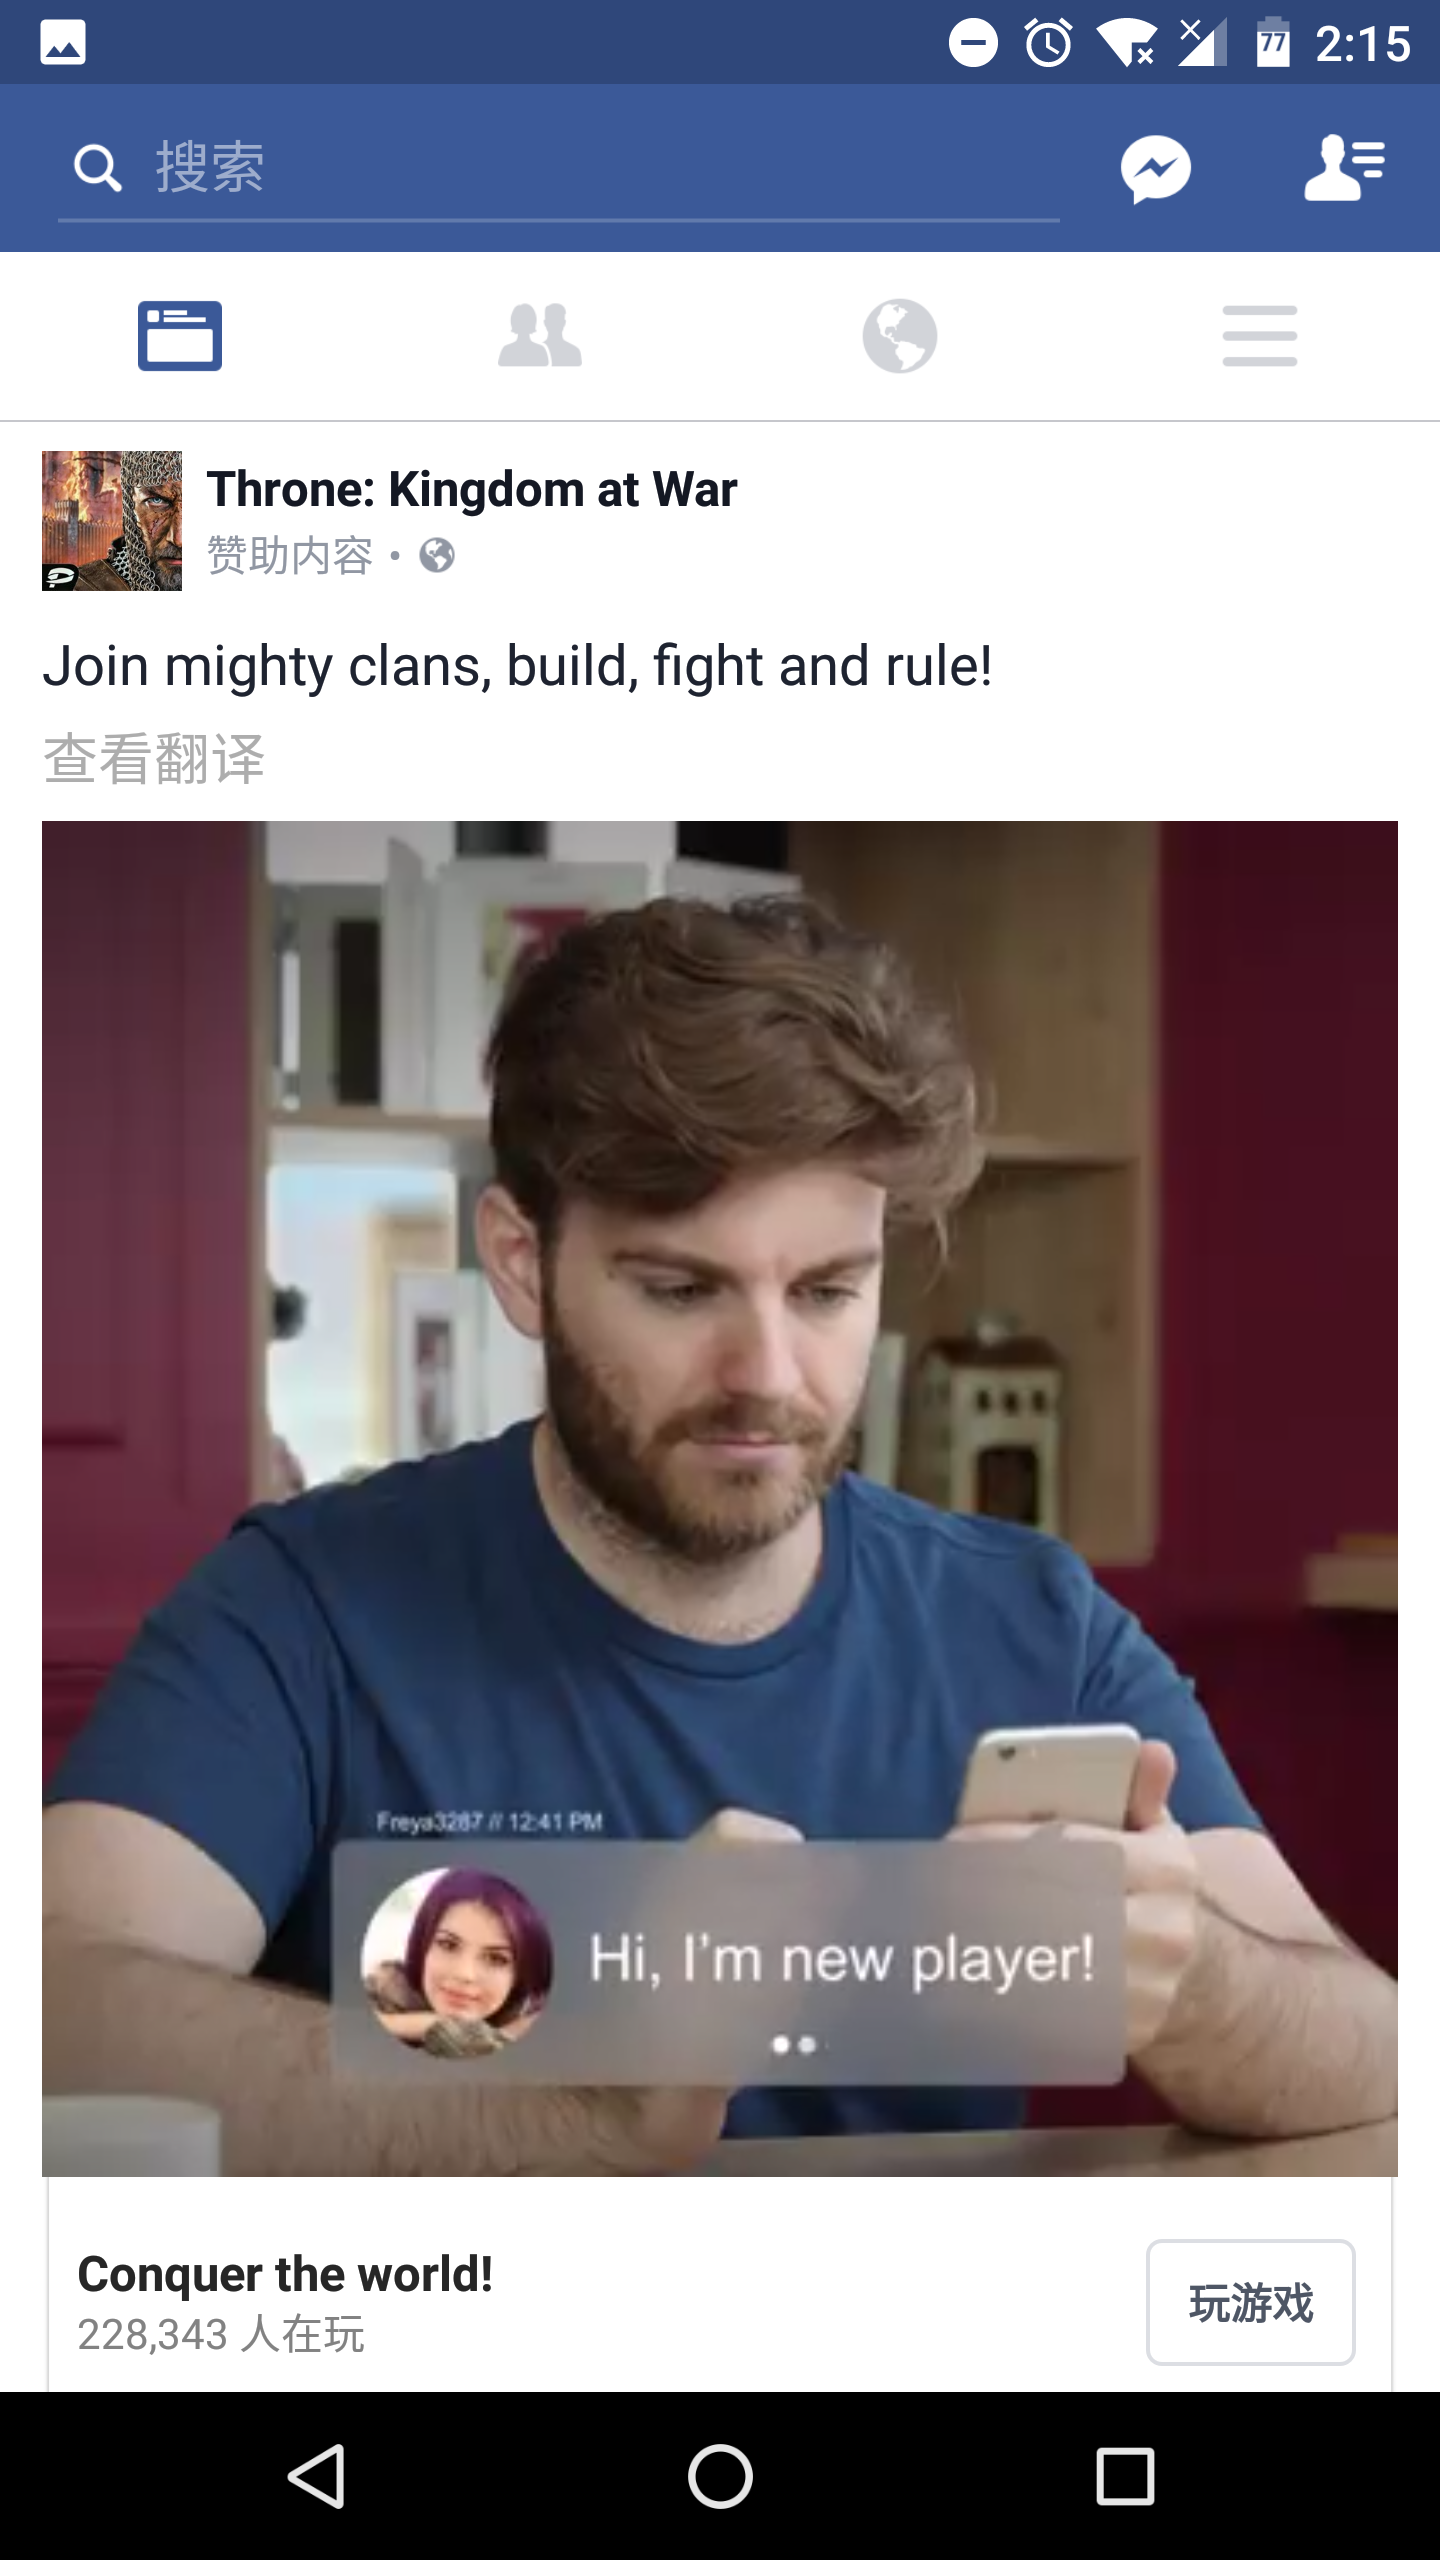 77 2:15
搜索
Throne: Kingdom at War
赞助内容 •
Join mighty clans, build, fight and rule!
查看翻译
Freya3287 // 12:41 PM
Hi, I'm new player!
Conquer the world!
228,343 人在玩
玩游戏